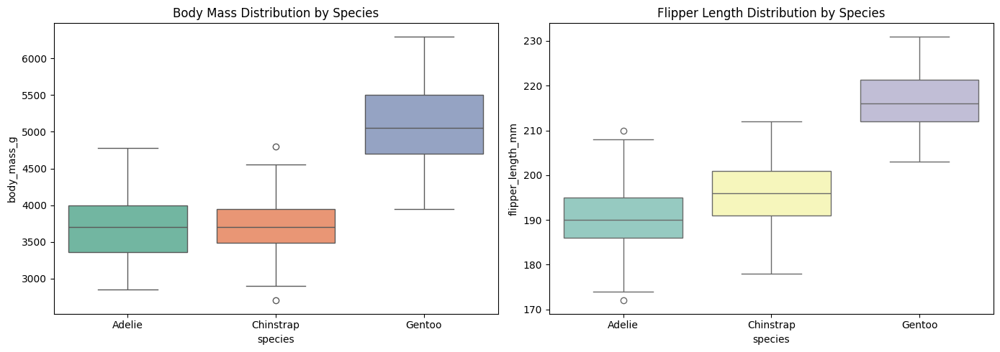 Body Mass Distribution by Species
6000
5500
5000
4500
4000
3500
3000
body_mass_g
Adelie
Chinstrap
Gentoo
species
Flipper Length Distribution by Species
230
220
210
200
190
180
170
flipper_length_mm
Adelie
Chinstrap
Gentoo
species